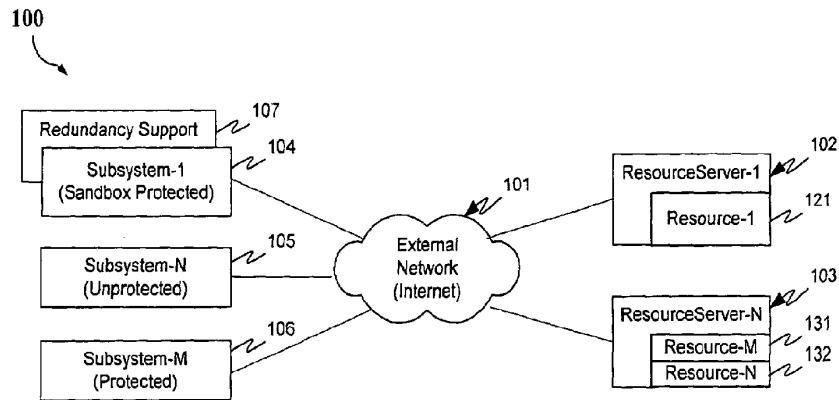 100
Redundancy Support
107
Subsystem-1
(Sandbox Protected)
104
Subsystem-N
(Unprotected)
105
Subsystem-M
(Protected)
106
External
Network
(Internet)
101
ResourceServer-1
102
Resource-1
121
ResourceServer-N
103
Resource-M
131
Resource-N
132